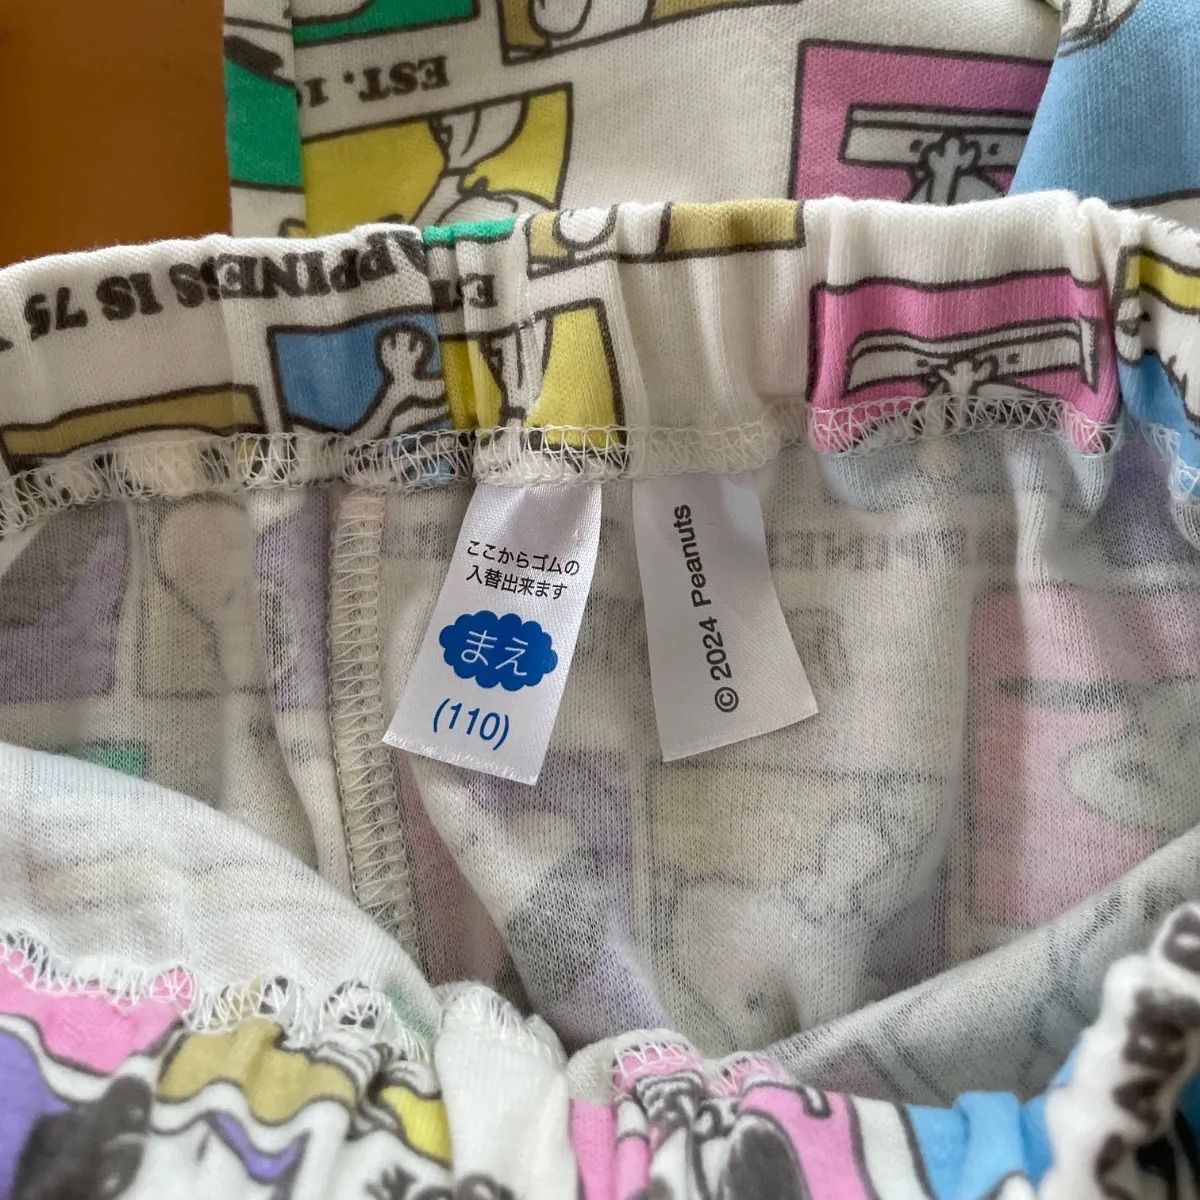 EST. 19
HAPPINESS IS 75 Y
EST.
ここからゴムの
入替出来ます
まえ
(110)
© 2024 Peanuts